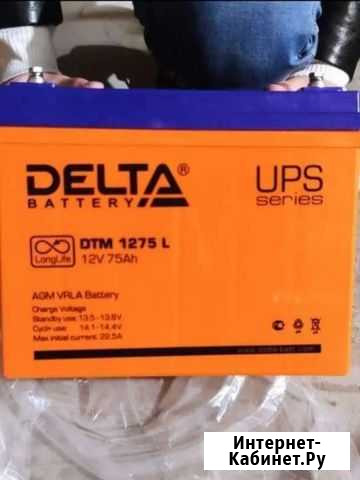 DELTA®
BATTERY
UPS
series
LongLife
DTM 1275 L
12V 75Ah
AGM VRLA Battery
Charge Voltage
Standby use: 13.5-13.8V
Cycle use: 14.1-14.4V
Max initial current: 22.5A
Интернет-
Кабинет.Ру